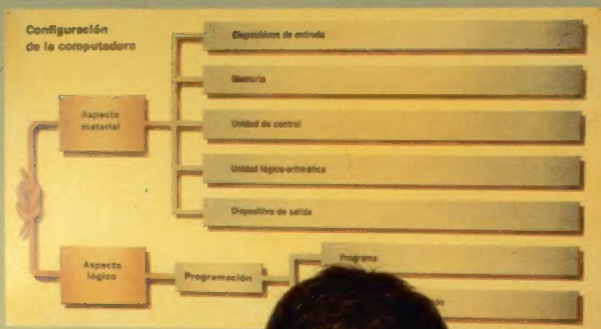 Configuración
de la computadora
Dispositivos de entrada
Memoria
Aspecto
material
Unidad de control
Unidad lógico-aritmética
Dispositivo de salida
Aspecto
lógico
Programación
Programa